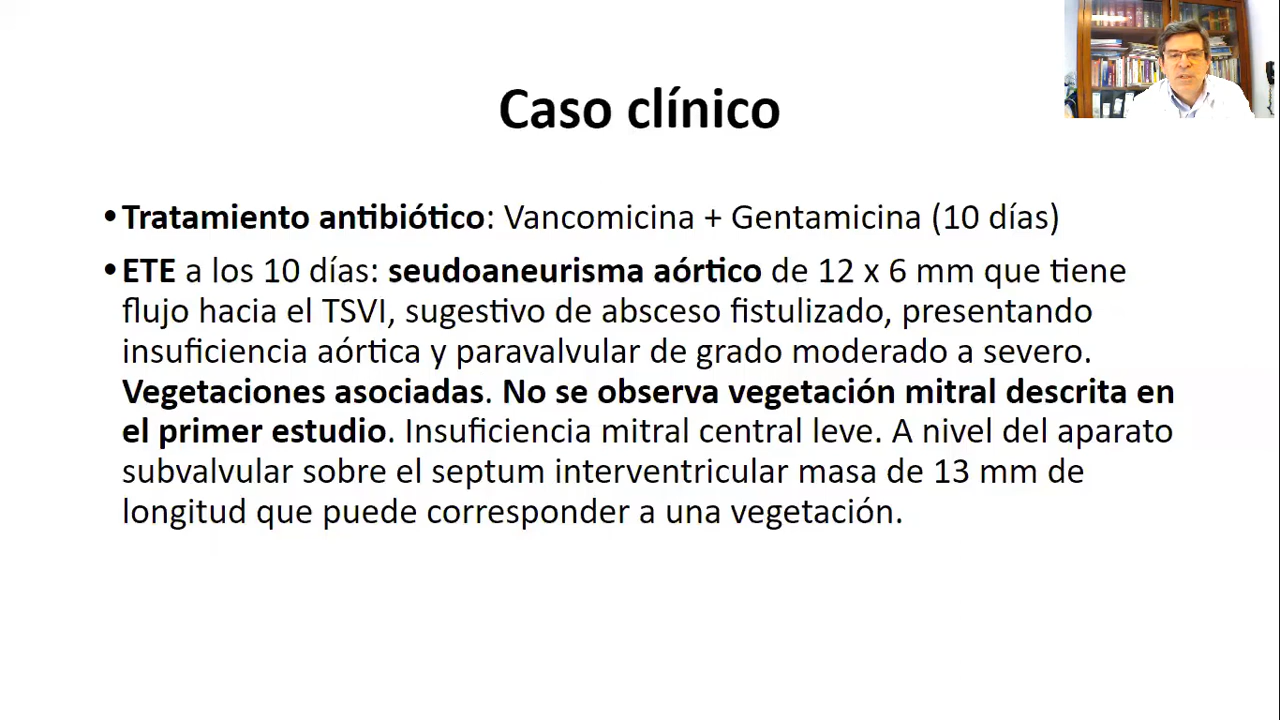 Caso clínico
•Tratamiento antibiótico: Vancomicina + Gentamicina (10 días)
•ETE a los 10 días: seudoaneurisma aórtico de 12 x 6 mm que tiene
flujo hacia el TSVI, sugestivo de absceso fistulizado, presentando
insuficiencia aórtica y paravalvular de grado moderado a severo.
Vegetaciones asociadas. No se observa vegetación mitral descrita en
el primer estudio. Insuficiencia mitral central leve. A nivel del aparato
subvalvular sobre el septum interventricular masa de 13 mm de
longitud que puede corresponder a una vegetación.